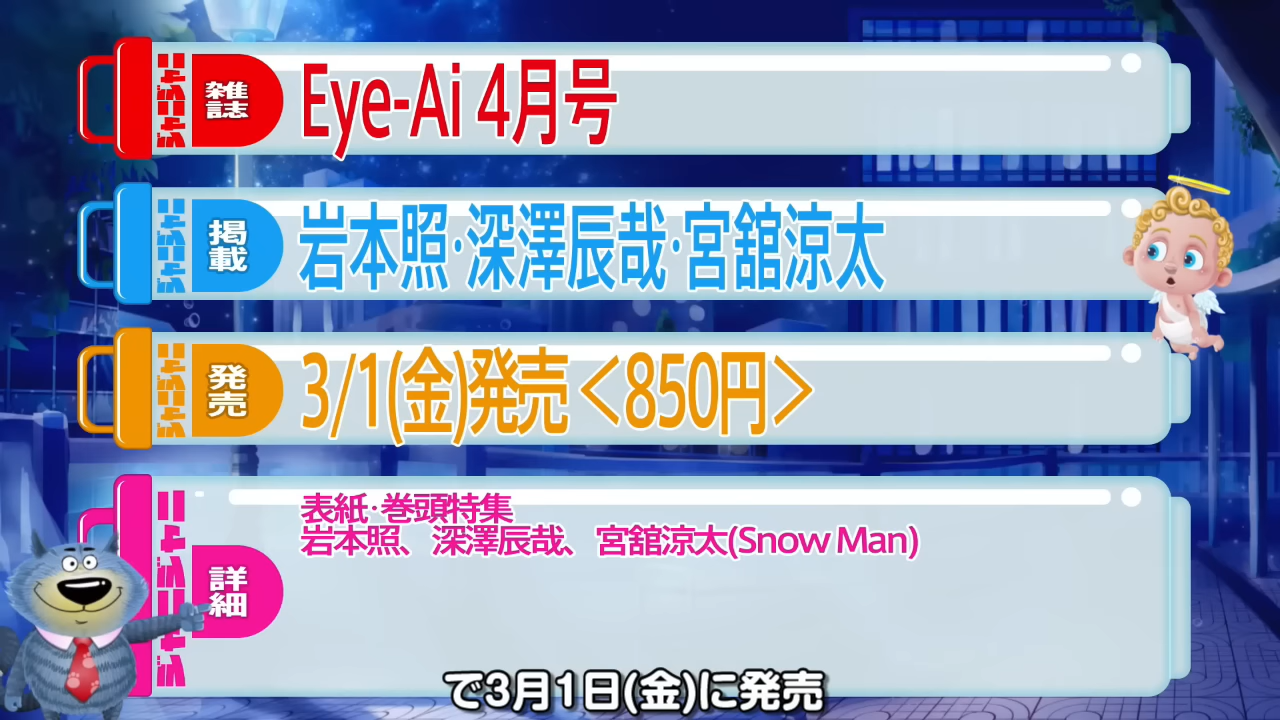 雑誌
Eye-Ai 4月号
掲載
岩本照·深澤辰哉·宮舘涼太
発売
3/1(金)発売＜850円＞
詳細
表紙·巻頭特集
岩本照、深澤辰哉、宮舘涼太(Snow Man)
で3月1日(金)に発売